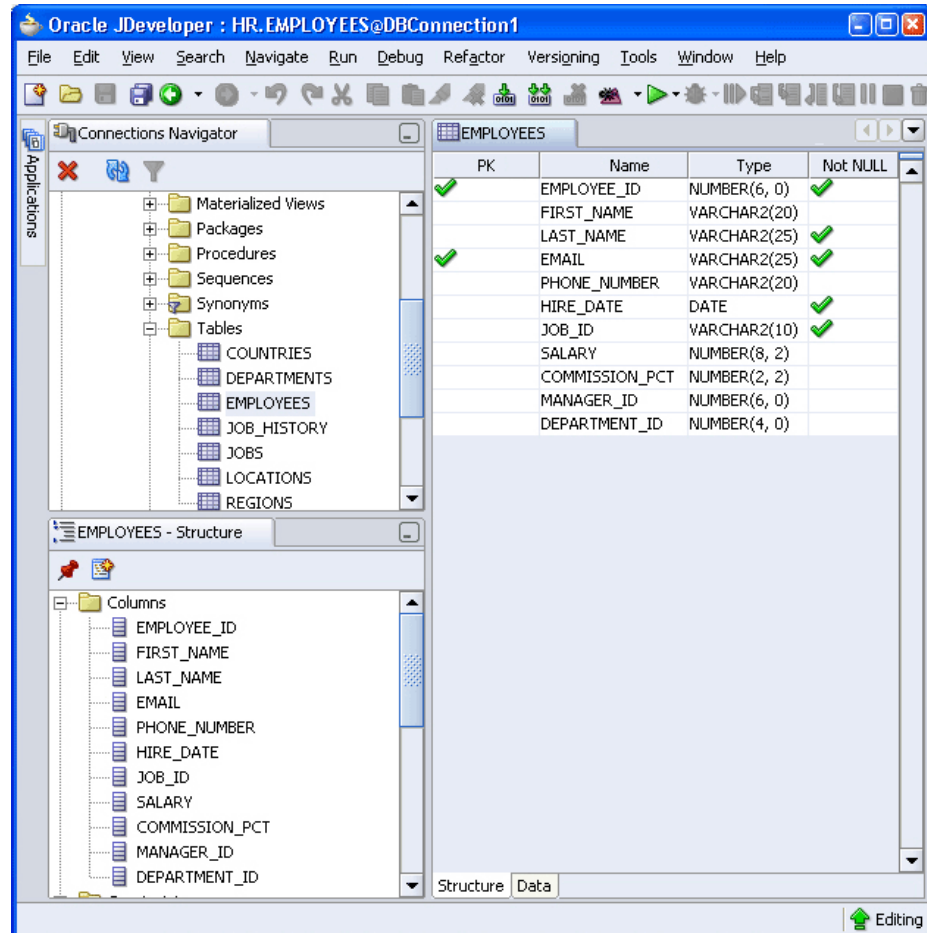 Oracle JDeveloper : HR.EMPLOYEES@DBConnection1
File Edit View Search Navigate Run Debug Refactor Versioning Tools Window Help
Applications
Connections Navigator
Materialized Views
Packages
Procedures
Sequences
Synonyms
Tables
COUNTRIES
DEPARTMENTS
EMPLOYEES
JOB_HISTORY
JOBS
LOCATIONS
REGIONS
EMPLOYEES - Structure
Columns
EMPLOYEE_ID
FIRST_NAME
LAST_NAME
EMAIL
PHONE_NUMBER
HIRE_DATE
JOB_ID
SALARY
COMMISSION_PCT
MANAGER_ID
DEPARTMENT_ID
EMPLOYEES
PK Name Type Not NULL
EMPLOYEE_ID NUMBER(6, 0)
FIRST_NAME VARCHAR2(20)
LAST_NAME VARCHAR2(25)
EMAIL VARCHAR2(25)
PHONE_NUMBER VARCHAR2(20)
HIRE_DATE DATE
JOB_ID VARCHAR2(10)
SALARY NUMBER(8, 2)
COMMISSION_PCT NUMBER(2, 2)
MANAGER_ID NUMBER(6, 0)
DEPARTMENT_ID NUMBER(4, 0)
Structure Data
Editing